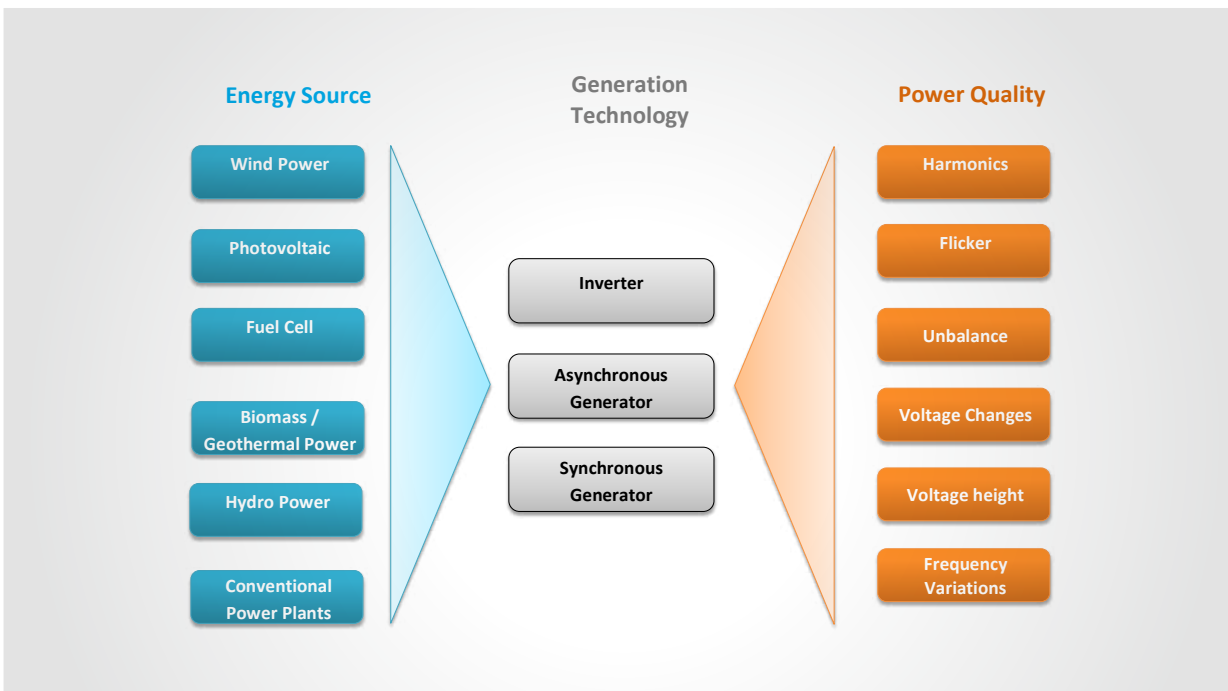 Energy Source
Wind Power
Photovoltaic
Fuel Cell
Biomass /
Geothermal Power
Hydro Power
Conventional
Power Plants
Generation
Technology
Inverter
Asynchronous
Generator
Synchronous
Generator
Power Quality
Harmonics
Flicker
Unbalance
Voltage Changes
Voltage height
Frequency
Variations